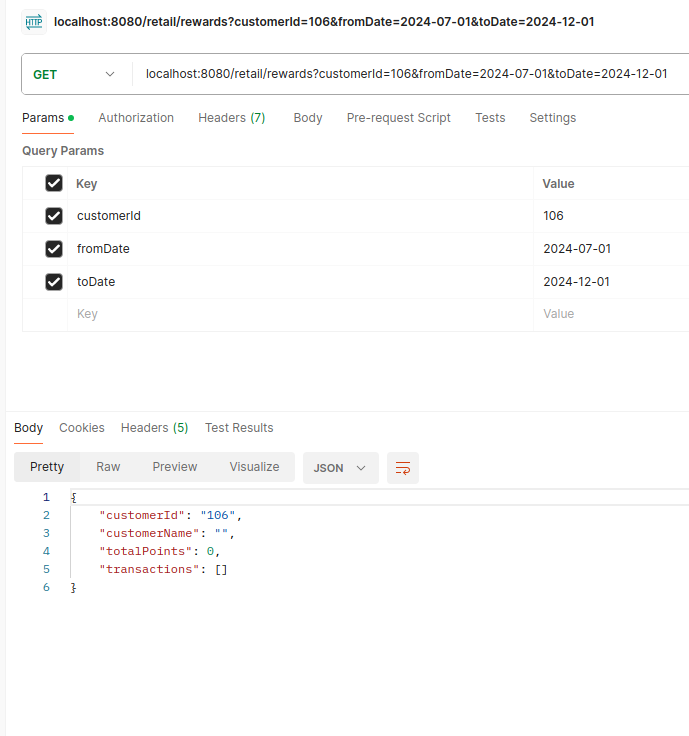 HTTP localhost:8080/retail/rewards?customerId=106&fromDate=2024-07-01&toDate=2024-12-01
GET localhost:8080/retail/rewards?customerId=106&fromDate=2024-07-01&toDate=2024-12-01
Params Authorization Headers (7) Body Pre-request Script Tests Settings
Query Params
Key Value
customerId 106
fromDate 2024-07-01
toDate 2024-12-01
Key Value
Body Cookies Headers (5) Test Results
Pretty Raw Preview Visualize JSON
1 {
2 "customerId": "106",
3 "customerName": "",
4 "totalPoints": 0,
5 "transactions": []
6 }